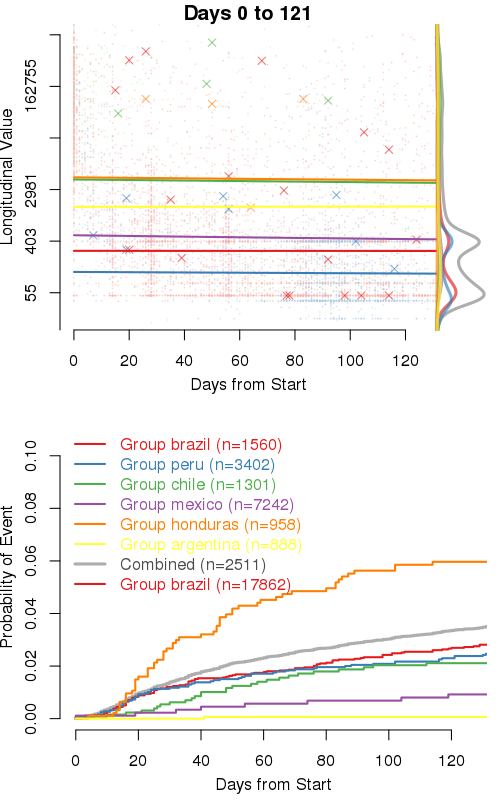 Days 0 to 121
Longitudinal Value
162755
2981
403
55
0 20 40 60 80 100 120
Days from Start
Group brazil (n=1560)
Group peru (n=3402)
Group chile (n=1301)
Group mexico (n=7242)
Group honduras (n=958)
Group argentina (n=888)
Combined (n=2511)
Group brazil (n=17862)
Probability of Event
0.10
0.08
0.06
0.04
0.02
0.00
0 20 40 60 80 100 120
Days from Start